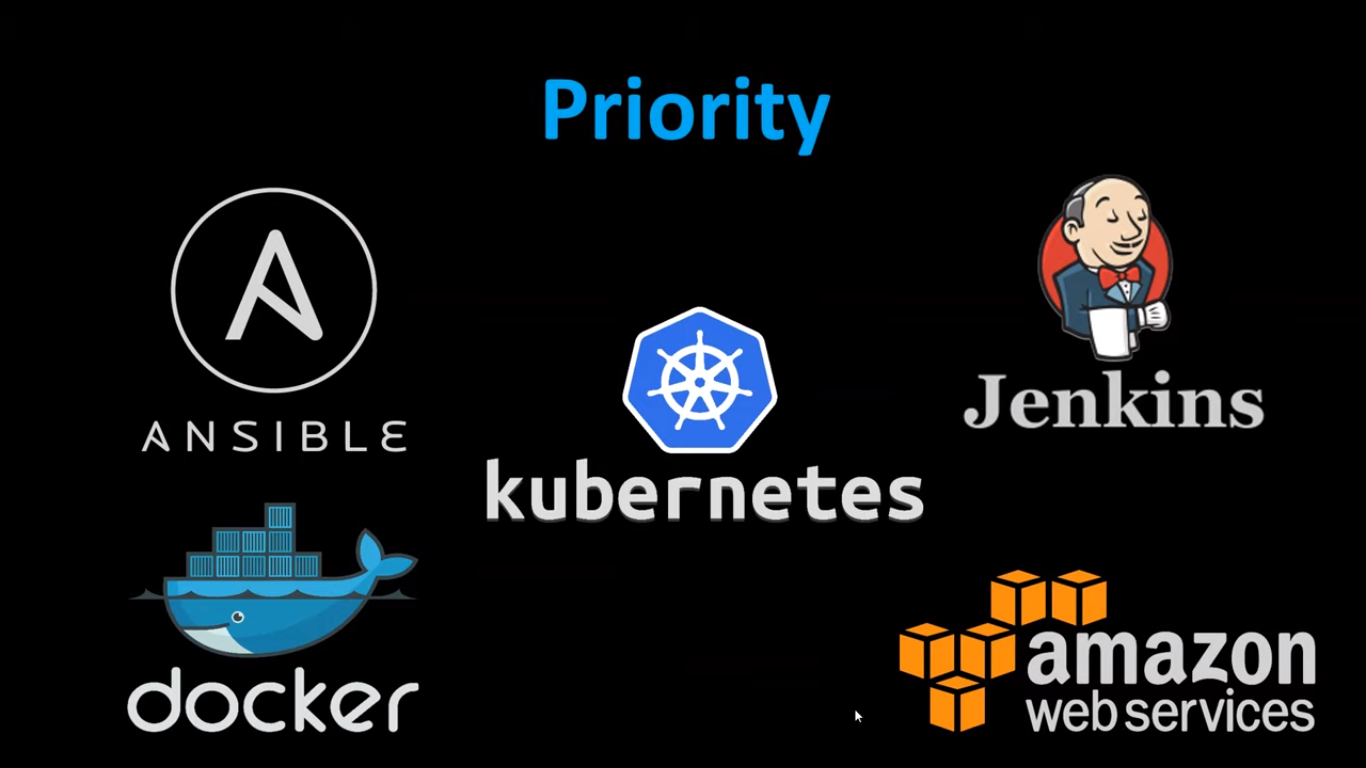 Priority
ANSIBLE
Jenkins
kubernetes
docker
amazon
web services